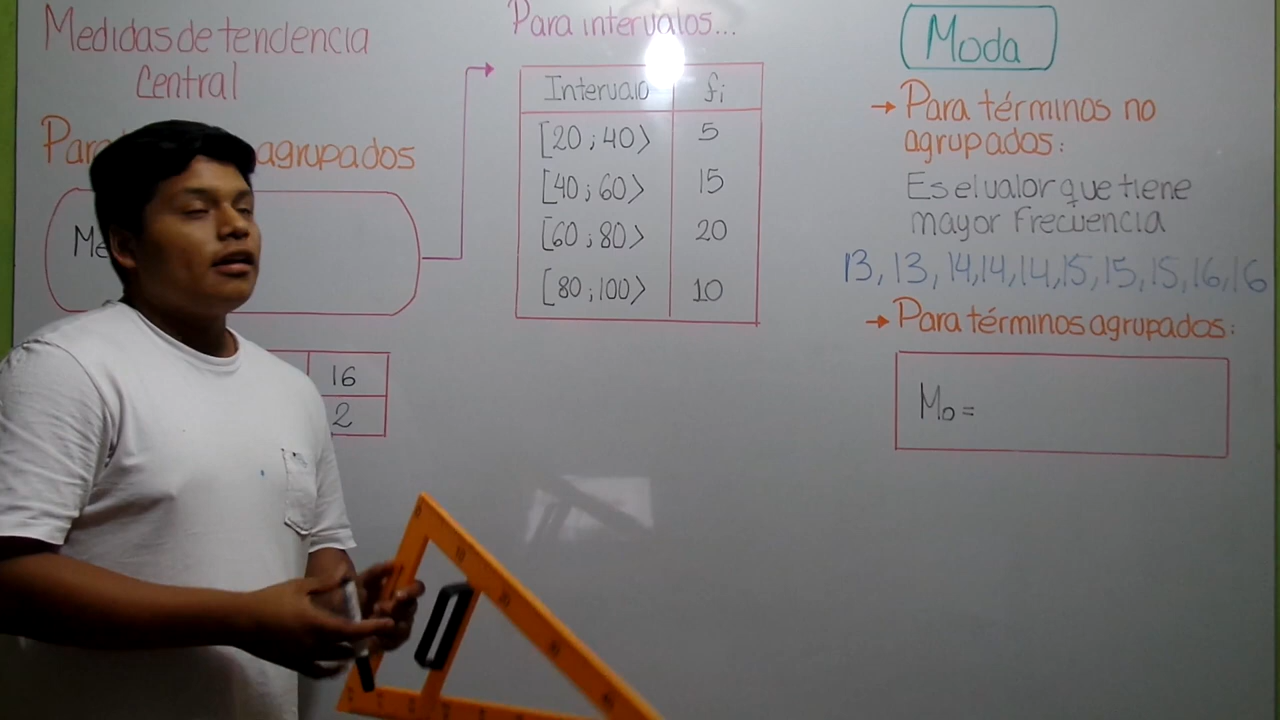 Medidas de tendencia
Central
agrupados
16
2
Para intervalos...
Intervalo fi
[20 ; 40⟩ 5
[40 ; 60⟩ 15
[60 ; 80⟩ 20
[80 ; 100⟩ 10
Moda
→ Para términos no
agrupados:
Es el valor que tiene
mayor frecuencia
13, 13, 14, 14, 14, 15, 15, 15, 16, 16
→ Para términos agrupados:
Mo =